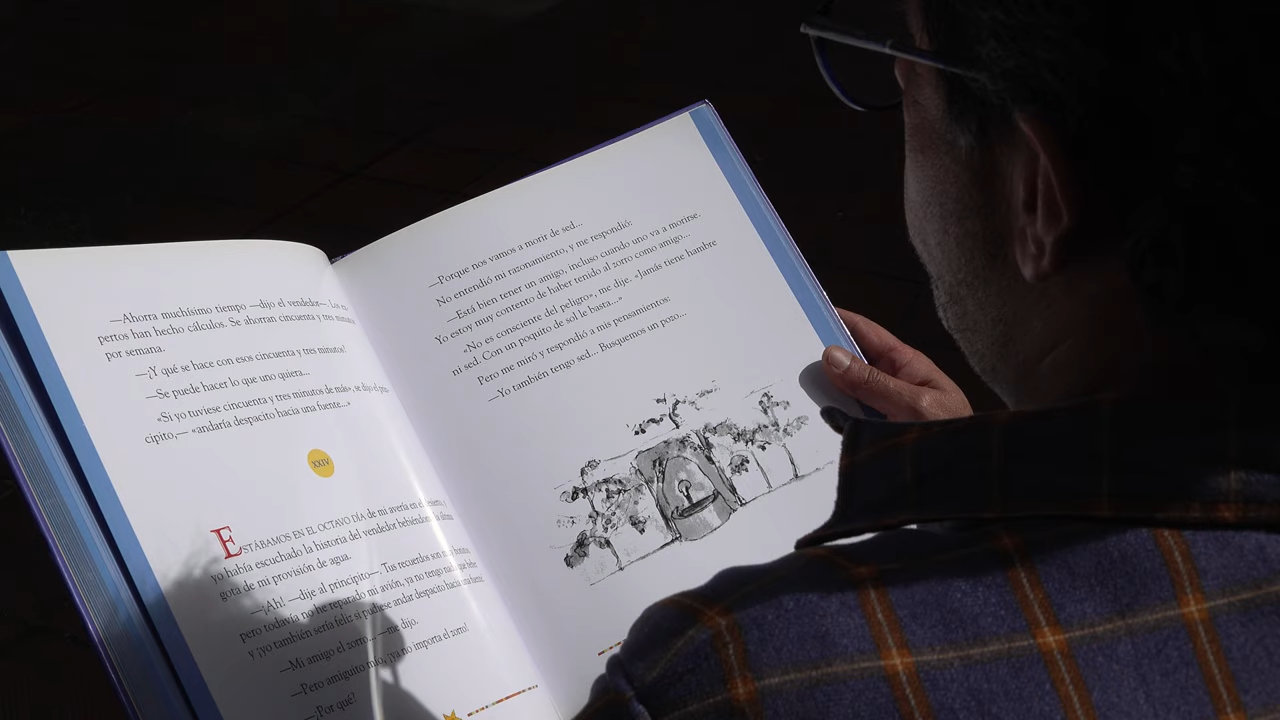 —Ahorra muchísimo tiempo —dijo el vendedor—. Los ex-
pertos han hecho cálculos. Se ahorran cincuenta y tres minutos
por semana.
—¿Y qué se hace con esos cincuenta y tres minutos?
—Se puede hacer lo que uno quiera...
«Si yo tuviese cincuenta y tres minutos de más», se dijo el prin-
cipito,— «andaría despacito hacia una fuente...»
XXIV
ESTÁBAMOS EN EL OCTAVO DÍA de mi avería en el desierto, y
yo había escuchado la historia del vendedor bebiéndome la última
gota de mi provisión de agua.
—¡Ah! —dije al principito—. Tus recuerdos son muy bonitos
pero todavía no he reparado mi avión, ya no tengo nada que beber
y ¡yo también sería feliz si pudiese andar despacito hacia una fuente!
—Mi amigo el zorro... —me dijo.
—Pero amiguito mío, ¡ya no importa el zorro!
—¿Por qué?
—Porque nos vamos a morir de sed...
No entendió mi razonamiento, y me respondió:
—Está bien tener un amigo, incluso cuando uno va a morirse.
Yo estoy muy contento de haber tenido al zorro como amigo...
«No es consciente del peligro», me dije. «Jamás tiene hambre
ni sed. Con un poquito de sol le basta...»
Pero me miró y respondió a mis pensamientos:
—Yo también tengo sed... Busquemos un pozo...